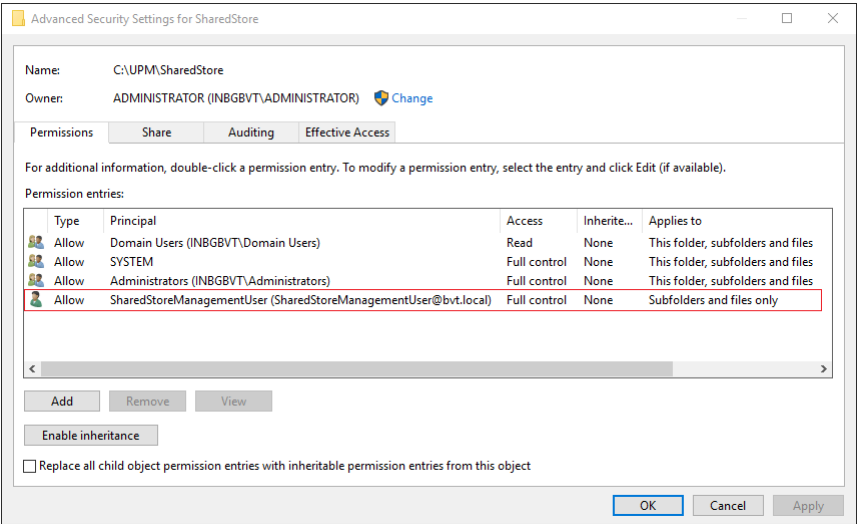 Advanced Security Settings for SharedStore
Name: C:\UPM\SharedStore
Owner: ADMINISTRATOR (INBGBVT\ADMINISTRATOR) Change
Permissions Share Auditing Effective Access
For additional information, double-click a permission entry. To modify a permission entry, select the entry and click Edit (if available).
Permission entries:
Type Principal Access Inherite... Applies to
Allow Domain Users (INBGBVT\Domain Users) Read None This folder, subfolders and files
Allow SYSTEM Full control None This folder, subfolders and files
Allow Administrators (INBGBVT\Administrators) Full control None This folder, subfolders and files
Allow SharedStoreManagementUser (SharedStoreManagementUser@bvt.local) Full control None Subfolders and files only
Add Remove View
Enable inheritance
Replace all child object permission entries with inheritable permission entries from this object
OK Cancel Apply